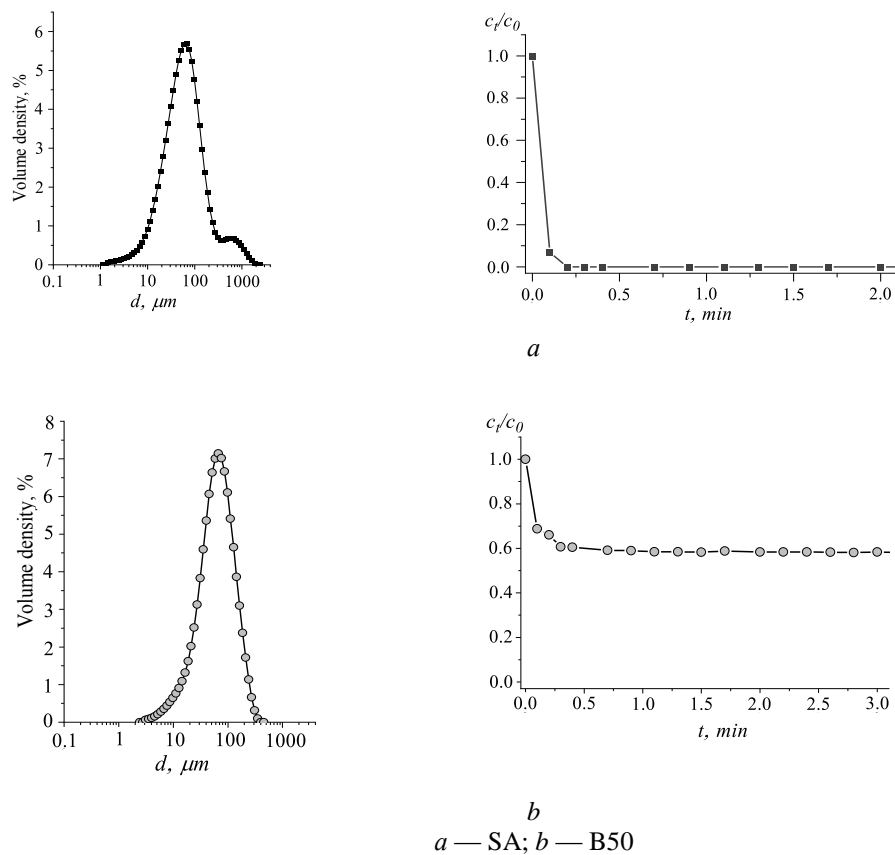 Volume density, %
6
5
4
3
2
1
0
0.1 1 10 100 1000
d, μm
c_t/c_0
1.0
0.8
0.6
0.4
0.2
0.0
0.0 0.5 1.0 1.5 2.0
t, min
a
Volume density, %
8
7
6
5
4
3
2
1
0
0.1 1 10 100 1000
d, μm
c_t/c_0
1.0
0.8
0.6
0.4
0.2
0.0
0.0 0.5 1.0 1.5 2.0 2.5 3.0
t, min
b
a — SA; b — B50